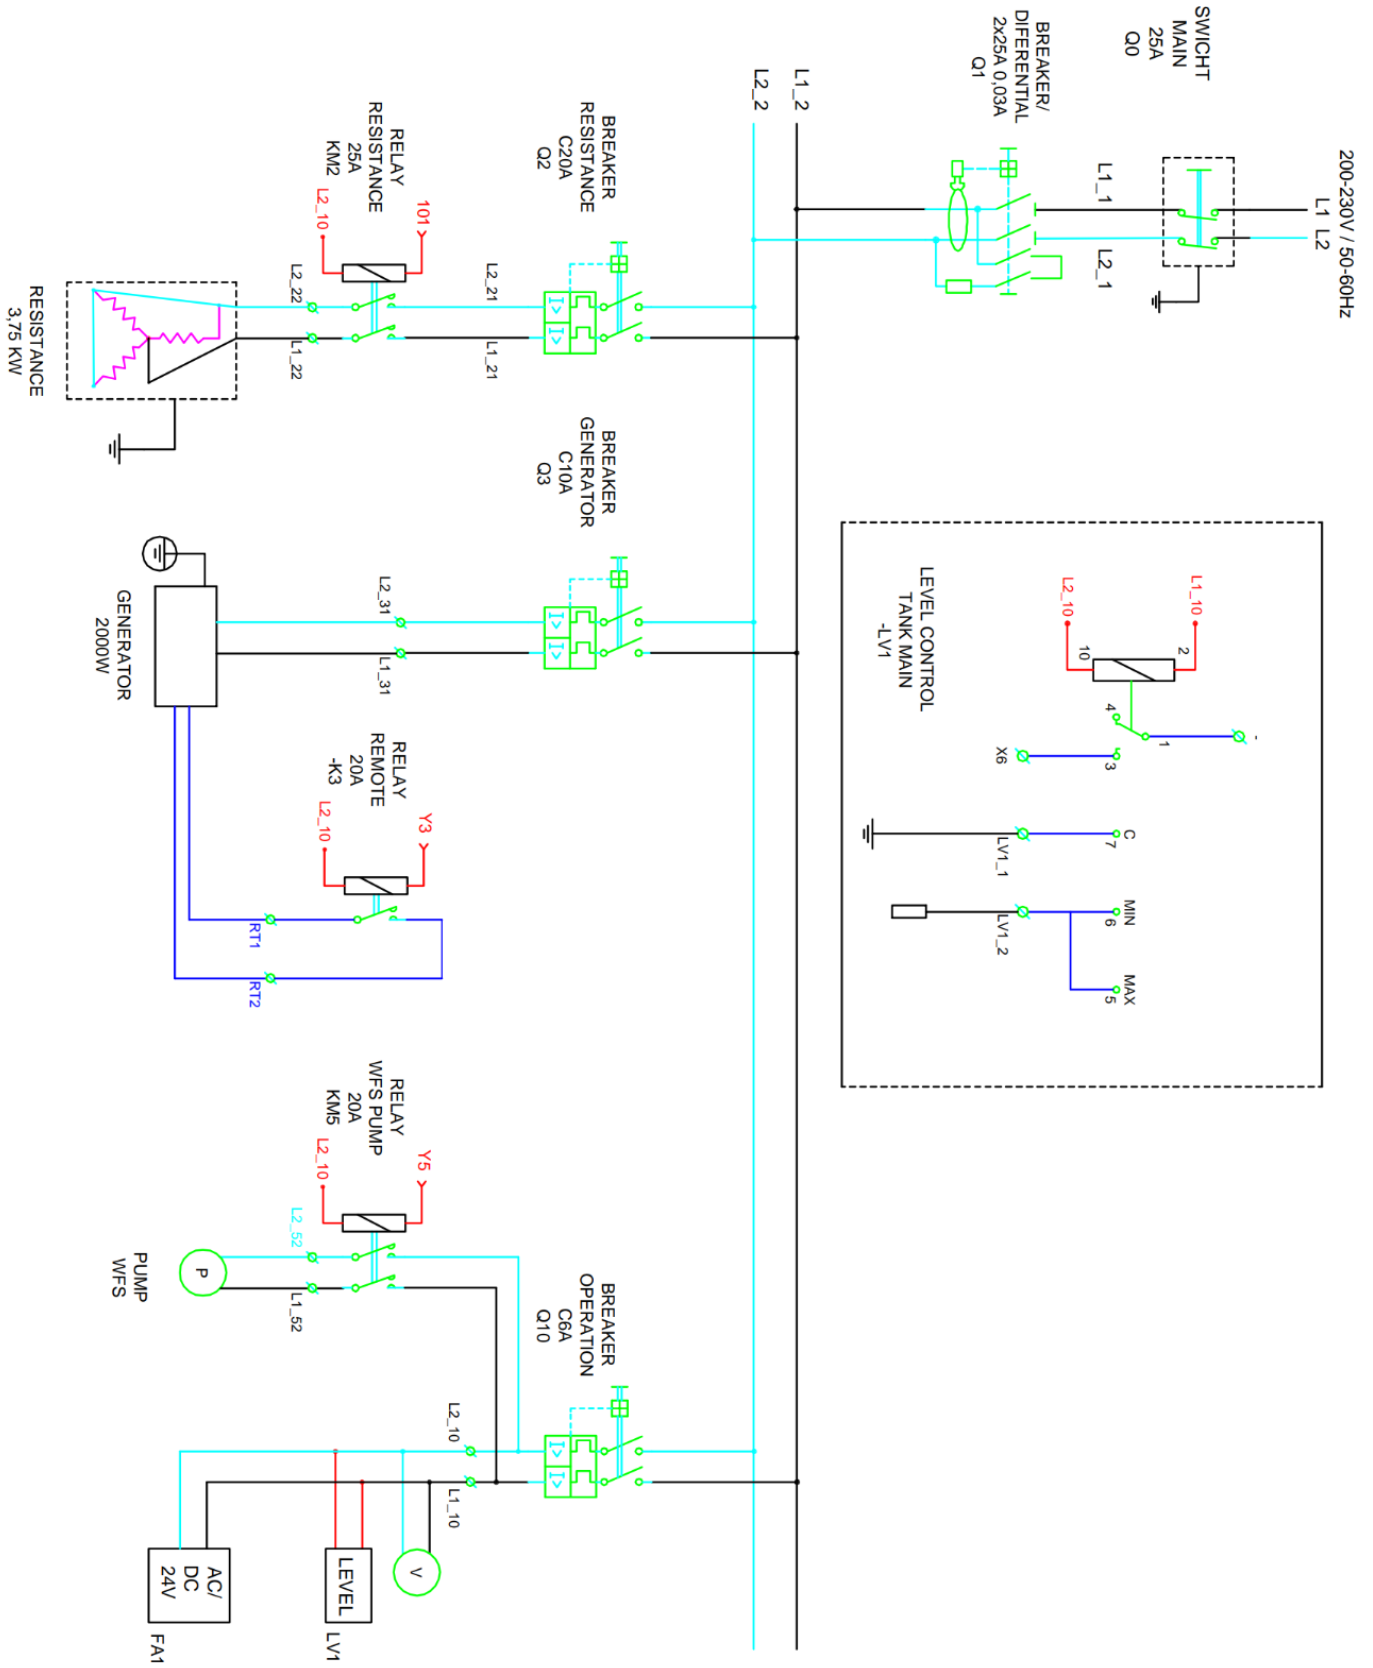 200-230V / 50-60Hz
L1
L2
SWICHT
MAIN
25A
Q0
L1_1
L2_1
BREAKER/
DIFERENTIAL
2x25A 0,03A
Q1
L1_2
L2_2
BREAKER
RESISTANCE
C20A
Q2
L2_21
L1_21
RELAY
RESISTANCE
25A
KM2
101
L2_10
L2_22
L1_22
RESISTANCE
3,75 KW
BREAKER
GENERATOR
C10A
Q3
L2_31
L1_31
GENERATOR
2000W
RELAY
REMOTE
20A
-K3
Y3
L2_10
RT1
RT2
RELAY
WFS PUMP
20A
KM5
Y5
L2_10
L2_52
L1_52
P
PUMP
WFS
BREAKER
OPERATION
C6A
Q10
L2_10
L1_10
V
LEVEL
LV1
AC/
DC
24V
FA1
LEVEL CONTROL
TANK MAIN
-LV1
L1_10
L2_10
2
10
-
1
4
3
X6
C
7
LV1_1
MIN
6
LV1_2
MAX
5
I>
I>
I>
I>
I>
I>